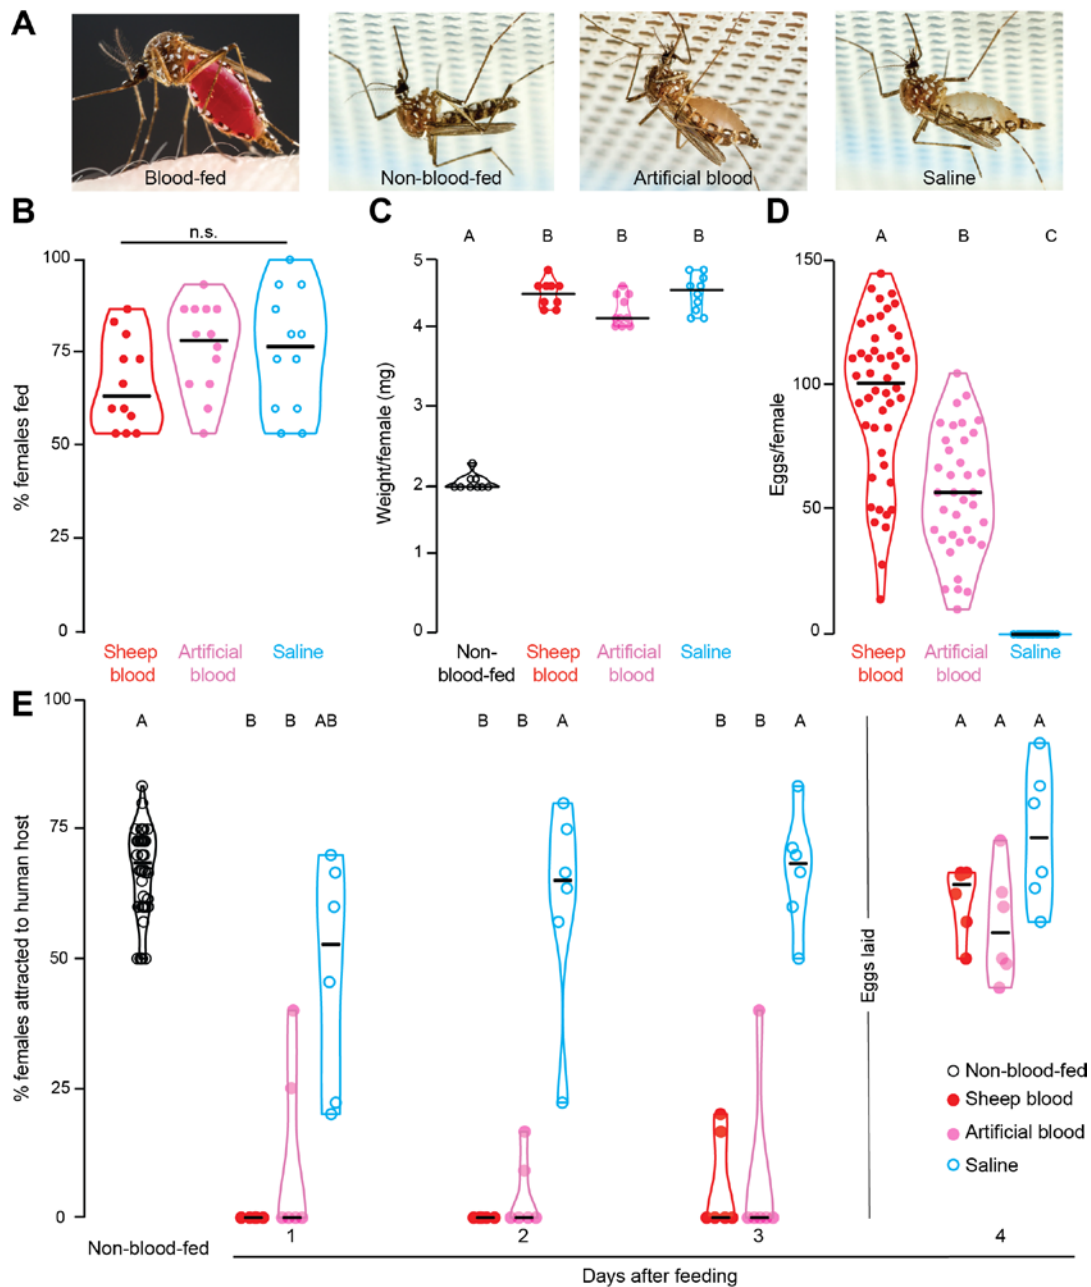 A
Blood-fed
Non-blood-fed
Artificial blood
Saline
B
n.s.
100
75
50
25
0
% females fed
Sheep
blood
Artificial
blood
Saline
C
A
B
B
B
5
4
3
2
1
0
Weight/female (mg)
Non-
blood-fed
Sheep
blood
Artificial
blood
Saline
D
A
B
C
150
100
50
0
Eggs/female
Sheep
blood
Artificial
blood
Saline
E
100
75
50
25
0
% females attracted to human host
A
B
B
AB
B
B
A
B
B
A
A
A
A
Eggs laid
Non-blood-fed
Sheep blood
Artificial blood
Saline
Non-blood-fed
1
2
3
4
Days after feeding